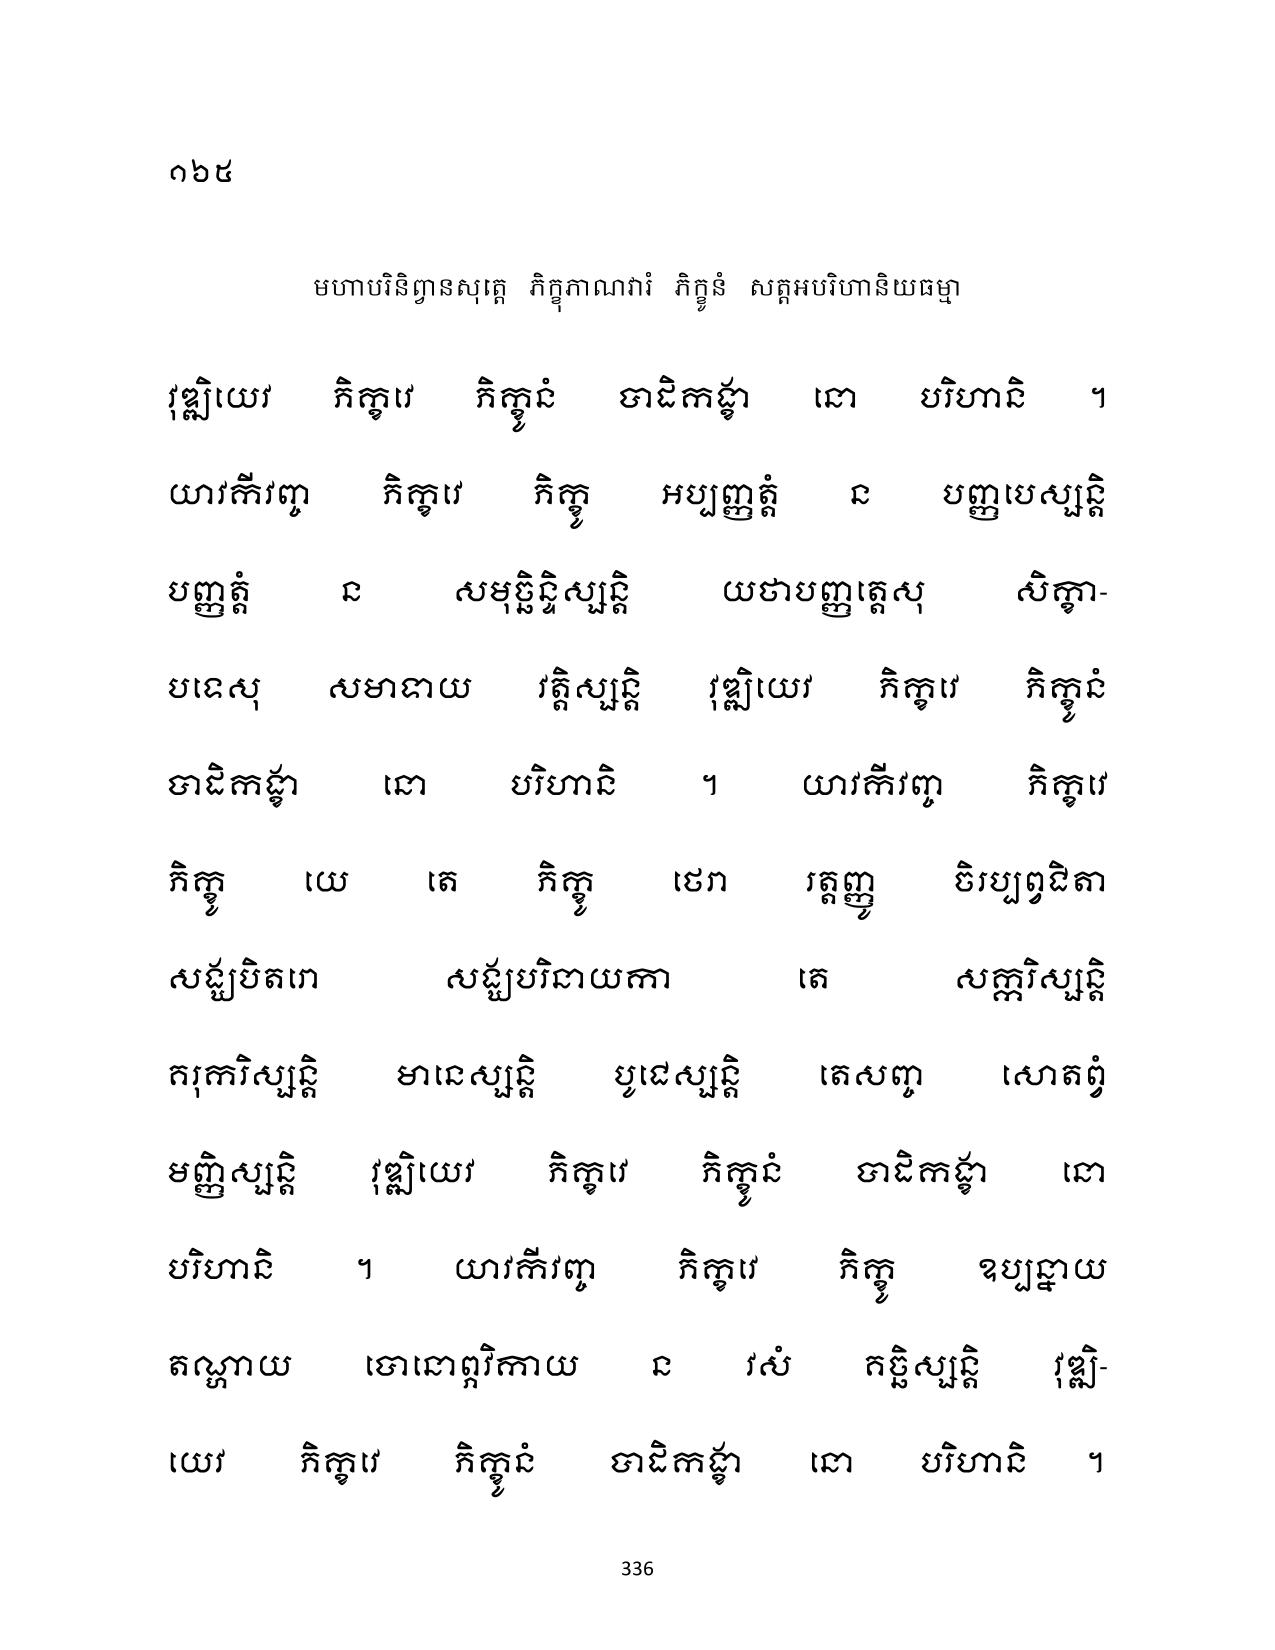 ១៦៥
មហាបរិនិព្វានសុត្តេ ភិក្ខុភាណវារំ ភិក្ខូនំ សត្តអបរិហានិយធម្មា
វុឌ្ឍិយេវ ភិក្ខវេ ភិក្ខូនំ បាដិកង្ខា នោ បរិហានិ ។
យាវកីវញ្ច ភិក្ខវេ ភិក្ខូ អប្បញ្ញត្តំ ន បញ្ញបេស្សន្តិ
បញ្ញត្តំ ន សមុច្ឆិន្ទិស្សន្តិ យថាបញ្ញត្តេសុ សិក្ខា-
បទេសុ សមាទាយ វត្តិស្សន្តិ វុឌ្ឍិយេវ ភិក្ខវេ ភិក្ខូនំ
បាដិកង្ខា នោ បរិហានិ ។ យាវកីវញ្ច ភិក្ខវេ
ភិក្ខូ យេ តេ ភិក្ខូ ថេរា រត្តញ្ញូ ចិរប្បព្វជិតា
សង្ឃបិតរោ សង្ឃបរិនាយកា តេ សក្ករិស្សន្តិ
គរុករិស្សន្តិ មានេស្សន្តិ បូជេស្សន្តិ តេសញ្ច សោតព្វំ
មញ្ញិស្សន្តិ វុឌ្ឍិយេវ ភិក្ខវេ ភិក្ខូនំ បាដិកង្ខា នោ
បរិហានិ ។ យាវកីវញ្ច ភិក្ខវេ ភិក្ខូ ឧប្បន្នាយ
តណ្ហាយ បោនោព្ភវិកាយ ន វសំ គច្ឆិស្សន្តិ វុឌ្ឍិ-
យេវ ភិក្ខវេ ភិក្ខូនំ បាដិកង្ខា នោ បរិហានិ ។
336